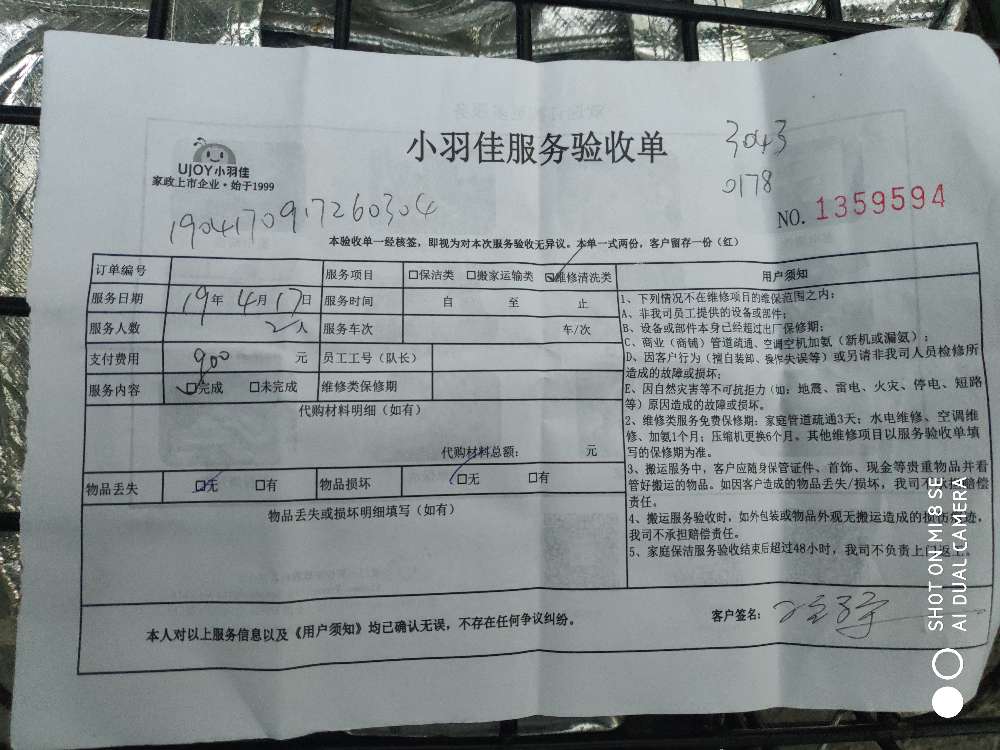 UJOY小羽佳
家政上市企业·始于1999
小羽佳服务验收单
3043
0178
NO. 1359594
1904170917260304
本验收单一经核签，即视为对本次服务验收无异议。本单一式两份，客户留存一份（红）
订单编号 服务项目 □保洁类 □搬家运输类 ☑维修清洗类
服务日期 19年 4月 17日 服务时间 自 至 止
服务人数 2人 服务车次 车/次
支付费用 900 元 员工工号（队长）
服务内容 ☑完成 □未完成 维修类保修期
代购材料明细（如有）
代购材料总额： 元
物品丢失 ☑无 □有 物品损坏 ☑无 □有
物品丢失或损坏明细填写（如有）
用户须知
1、下列情况不在维修项目的维保范围之内：
A、非我司员工提供的设备或部件；
B、设备或部件本身已经超过出厂保修期；
C、商业（商铺）管道疏通、空调空机加氨（新机或漏氨）；
D、因客户行为（擅自装卸、操作失误等）或另请非我司人员检修所
造成的故障或损坏；
E、因自然灾害等不可抗拒力（如：地震、雷电、火灾、停电、短路
等）原因造成的故障或损坏。
2、维修类服务免费保修期：家庭管道疏通3天；水电维修、空调维
修、加氨1个月；压缩机更换6个月。其他维修项目以服务验收单填
写的保修期为准。
3、搬运服务中，客户应随身保管证件、首饰、现金等贵重物品并看
管好搬运的物品。如因客户造成的物品丢失/损坏，我司不承担赔偿
责任。
4、搬运服务验收时，如外包装或物品外观无搬运造成的损伤痕迹，
我司不承担赔偿责任。
5、家庭保洁服务验收结束后超过48小时，我司不负责上门返工。
本人对以上服务信息以及《用户须知》均已确认无误，不存在任何争议纠纷。
客户签名：
SHOT ON MI 8 SE
AI DUAL CAMERA